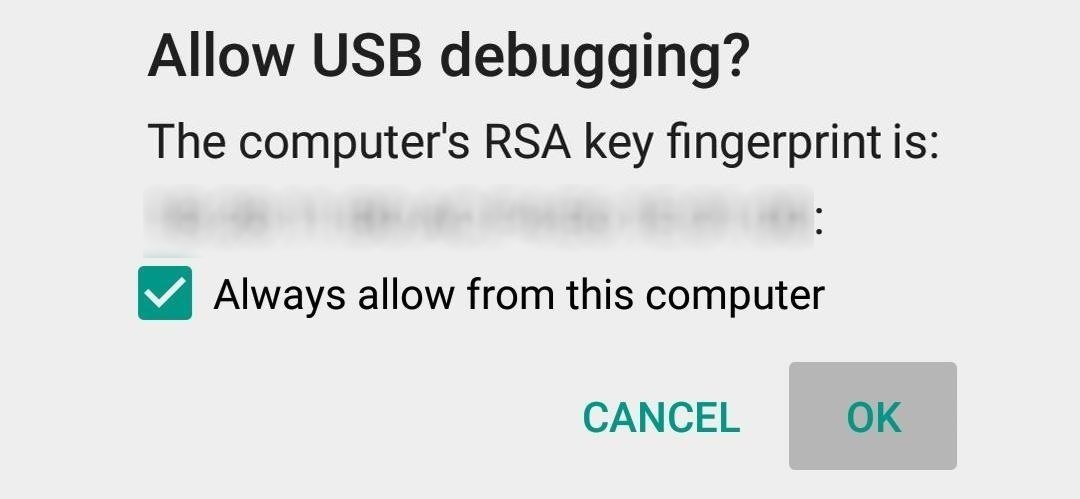 Allow USB debugging?
The computer's RSA key fingerprint is:
:
Always allow from this computer
CANCEL OK